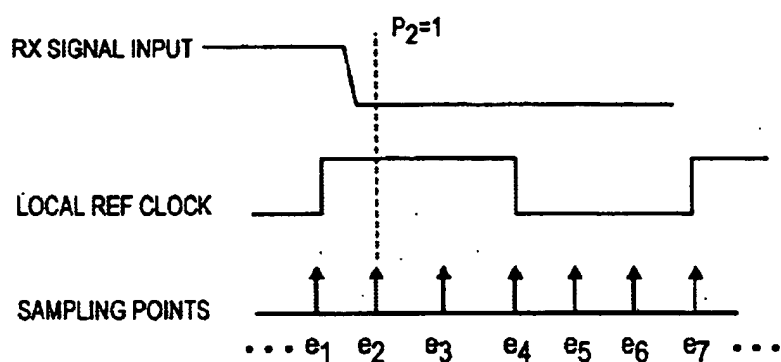 P2=1
RX SIGNAL INPUT
LOCAL REF CLOCK
SAMPLING POINTS
••• e1 e2 e3 e4 e5 e6 e7 •••